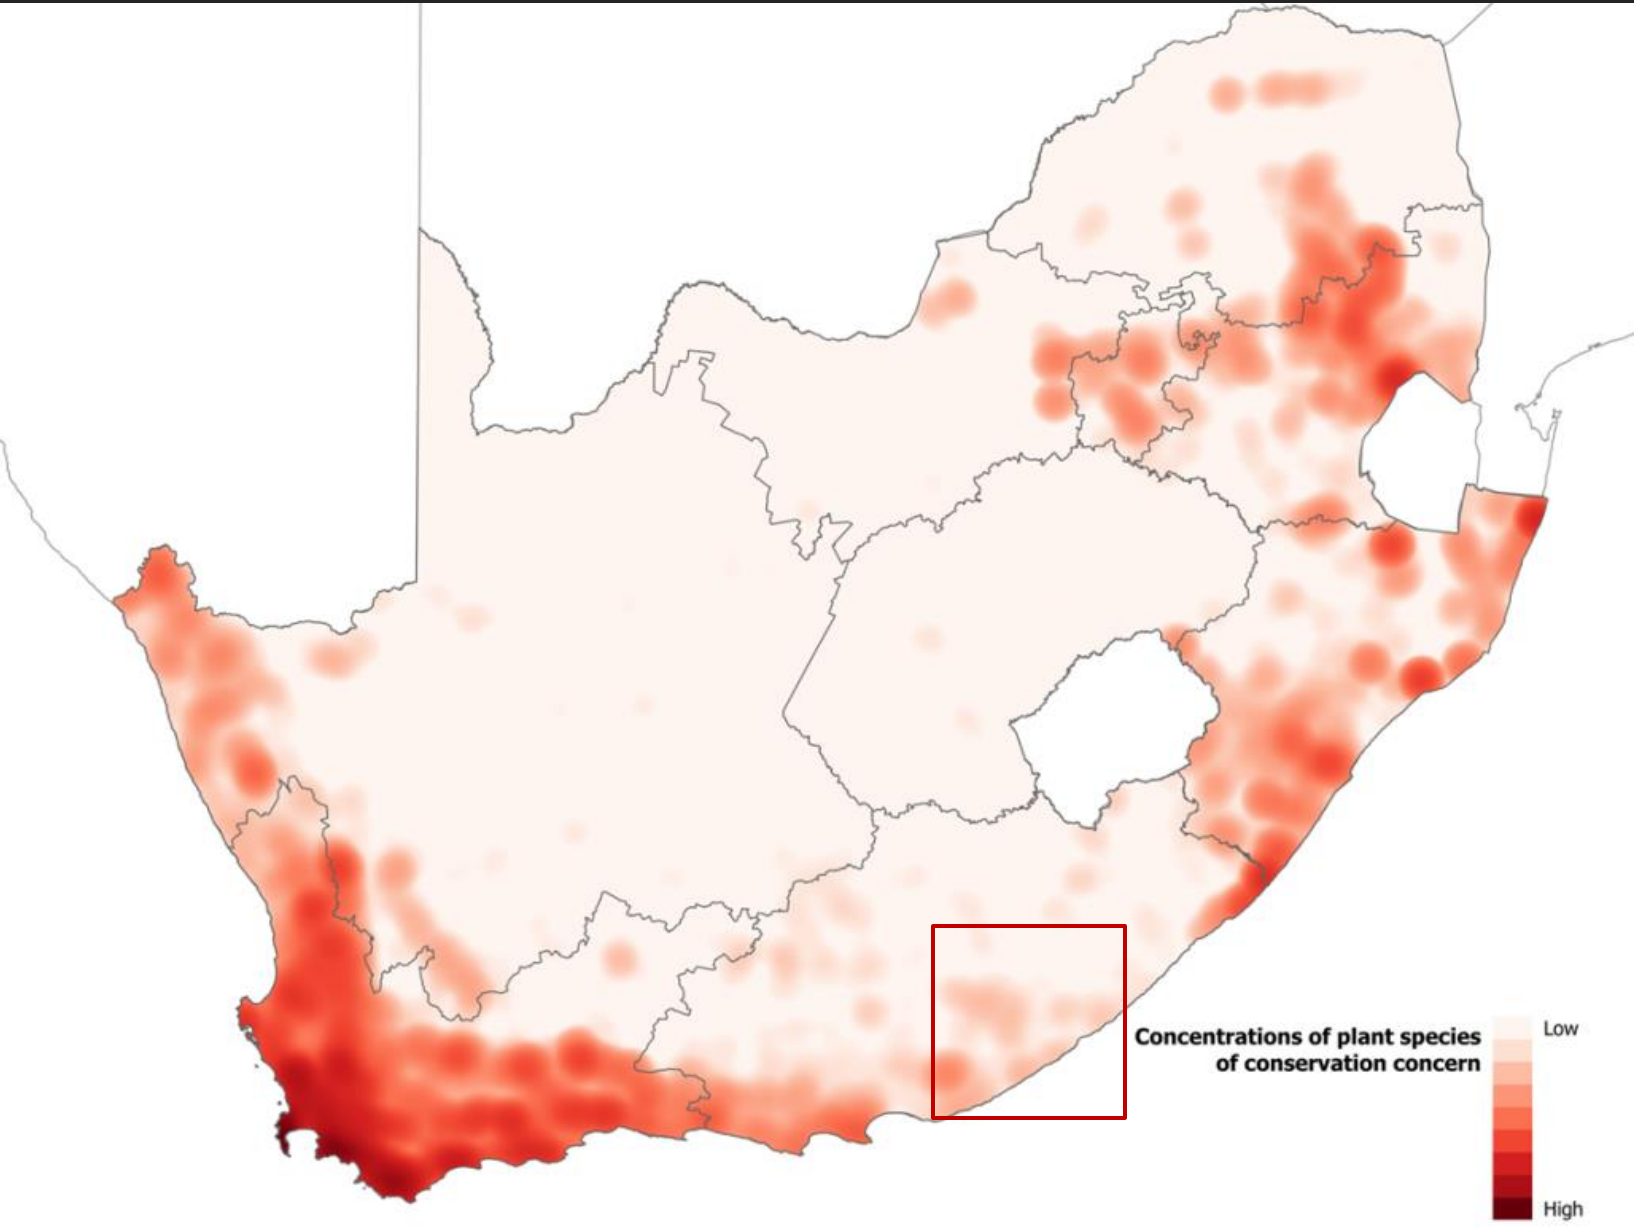 Concentrations of plant species
of conservation concern
Low
High